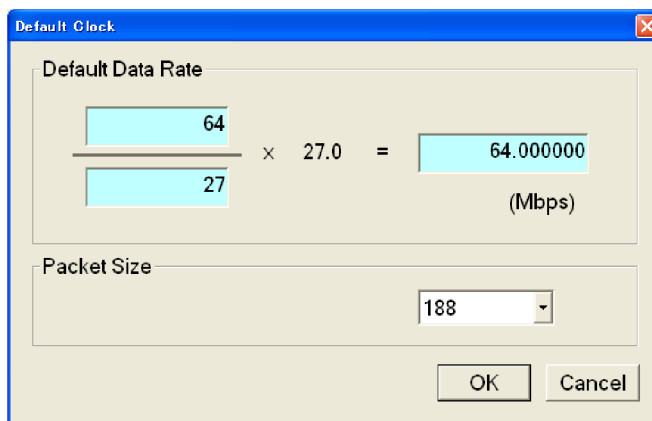 Default Clock
Default Data Rate
64
27
× 27.0 = 64.000000
(Mbps)
Packet Size
188
OK Cancel